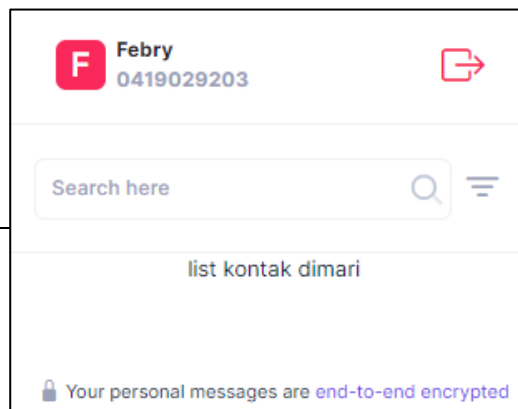 F
Febry
0419029203
Search here
list kontak dimari
Your personal messages are end-to-end encrypted